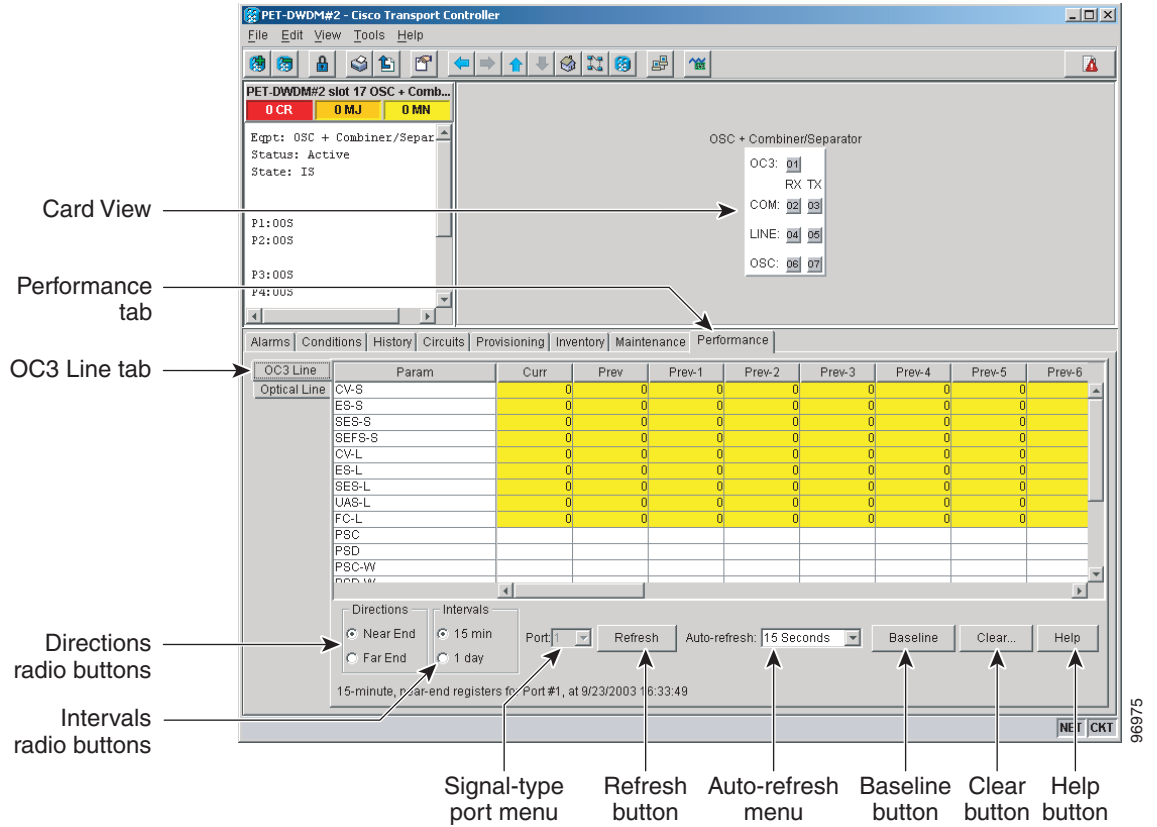 PET-DWDM#2 - Cisco Transport Controller
File Edit View Tools Help
PET-DWDM#2 slot 17 OSC + Comb...
0 CR 0 MJ 0 MN
Eqpt: OSC + Combiner/Separ
Status: Active
State: IS
P1:OOS
P2:OOS
P3:OOS
P4:OOS
OSC + Combiner/Separator
OC3: 01
RX TX
COM: 02 03
LINE: 04 05
OSC: 06 07
Card View
Performance
tab
OC3 Line tab
Alarms Conditions History Circuits Provisioning Inventory Maintenance Performance
OC3 Line
Optical Line
Param Curr Prev Prev-1 Prev-2 Prev-3 Prev-4 Prev-5 Prev-6
CV-S 0 0 0 0 0 0 0
ES-S 0 0 0 0 0 0 0
SES-S 0 0 0 0 0 0 0
SEFS-S 0 0 0 0 0 0 0
CV-L 0 0 0 0 0 0 0
ES-L 0 0 0 0 0 0 0
SES-L 0 0 0 0 0 0 0
UAS-L 0 0 0 0 0 0 0
FC-L 0 0 0 0 0 0 0
PSC
PSD
PSC-W
PSD-W
Directions Intervals
Near End 15 min Port: 1 Refresh Auto-refresh: 15 Seconds Baseline Clear... Help
Far End 1 day
15-minute, near-end registers for Port #1, at 9/23/2003 16:33:49
NET CKT
Directions
radio buttons
Intervals
radio buttons
Signal-type
port menu
Refresh
button
Auto-refresh
menu
Baseline
button
Clear
button
Help
button
96975